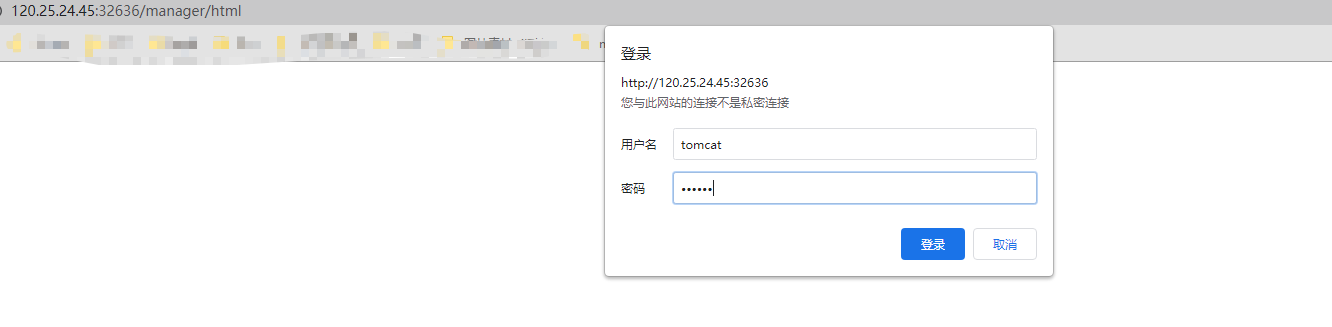 120.25.24.45:32636/manager/html
登录
http://120.25.24.45:32636
您与此网站的连接不是私密连接
用户名
tomcat
密码
••••••
登录
取消